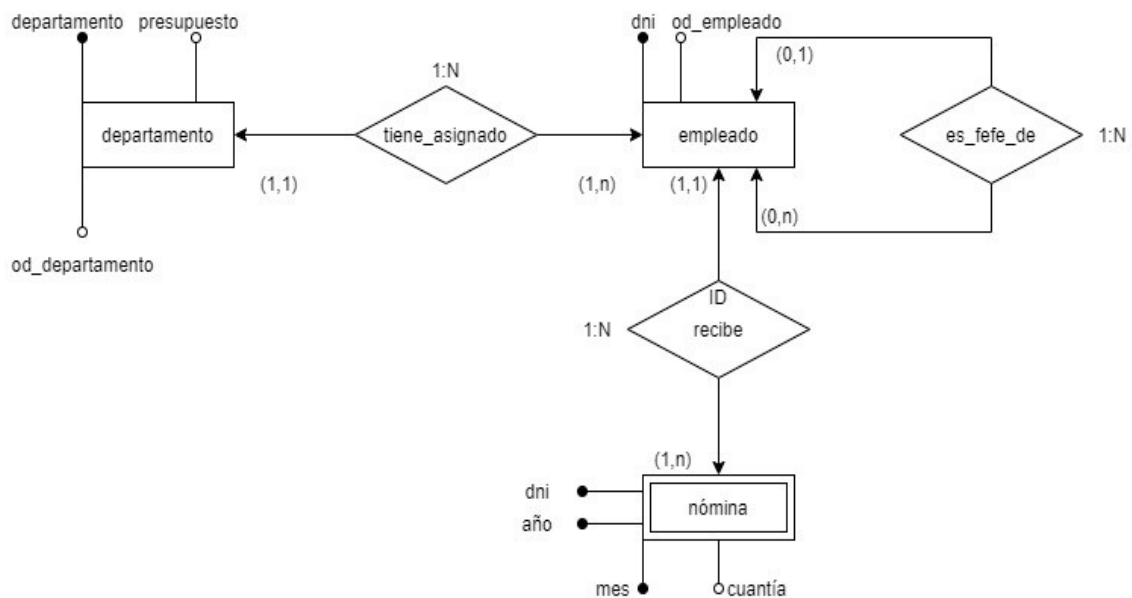 departamento presupuesto
dni od_empleado
(0,1)
1:N
departamento
tiene_asignado
empleado
es_fefe_de
1:N
(1,1)
(1,n)
(1,1)
(0,n)
od_departamento
ID
1:N
recibe
(1,n)
dni
nómina
año
mes
cuantía